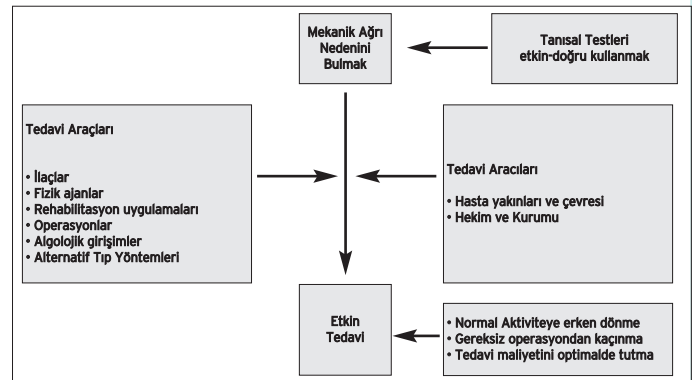 Mekanik Ağrı
Nedenini
Bulmak
Tanısal Testleri
etkin-doğru kullanmak
Tedavi Araçları
• İlaçlar
• Fizik ajanlar
• Rehabilitasyon uygulamaları
• Operasyonlar
• Algolojik girişimler
• Alternatif Tıp Yöntemleri
Tedavi Aracıları
• Hasta yakınları ve çevresi
• Hekim ve Kurumu
Etkin
Tedavi
• Normal Aktiviteye erken dönme
• Gereksiz operasyondan kaçınma
• Tedavi maliyetini optimalde tutma